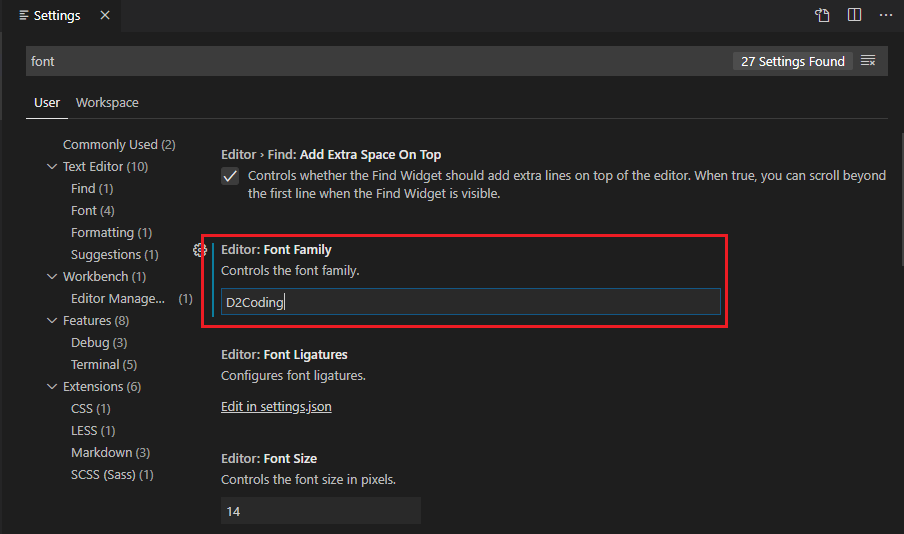 Settings
font
27 Settings Found
User Workspace
Commonly Used (2)
Text Editor (10)
Find (1)
Font (4)
Formatting (1)
Suggestions (1)
Workbench (1)
Editor Manage... (1)
Features (8)
Debug (3)
Terminal (5)
Extensions (6)
CSS (1)
LESS (1)
Markdown (3)
SCSS (Sass) (1)
Editor › Find: Add Extra Space On Top
Controls whether the Find Widget should add extra lines on top of the editor. When true, you can scroll beyond
the first line when the Find Widget is visible.
Editor: Font Family
Controls the font family.
D2Coding
Editor: Font Ligatures
Configures font ligatures.
Edit in settings.json
Editor: Font Size
Controls the font size in pixels.
14